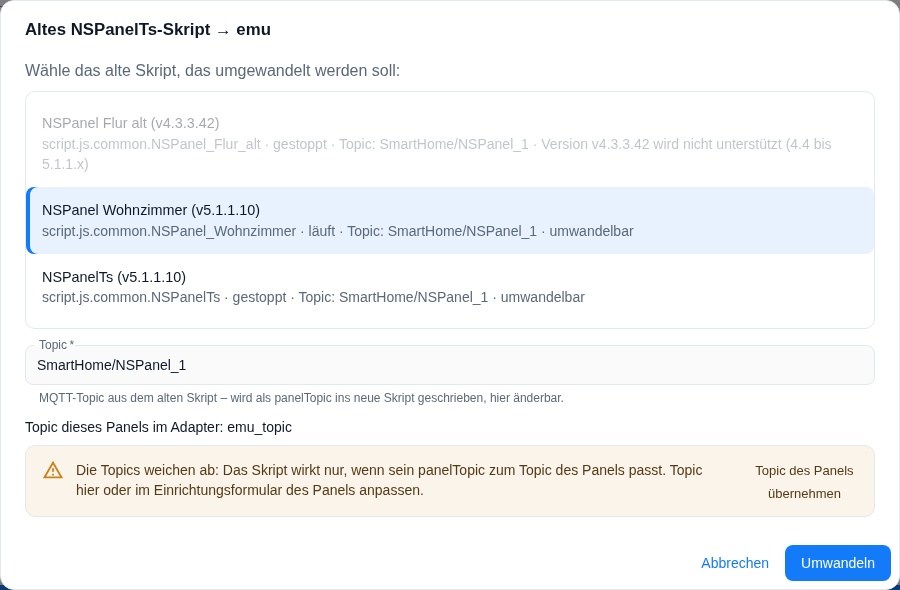 Altes NSPanelTs-Skript → emu
Wähle das alte Skript, das umgewandelt werden soll:
NSPanel Flur alt (v4.3.3.42)
script.js.common.NSPanel_Flur_alt · gestoppt · Topic: SmartHome/NSPanel_1 · Version v4.3.3.42 wird nicht unterstützt (4.4 bis
5.1.1.x)
NSPanel Wohnzimmer (v5.1.1.10)
script.js.common.NSPanel_Wohnzimmer · läuft · Topic: SmartHome/NSPanel_1 · umwandelbar
NSPanelTs (v5.1.1.10)
script.js.common.NSPanelTs · gestoppt · Topic: SmartHome/NSPanel_1 · umwandelbar
Topic *
SmartHome/NSPanel_1
MQTT-Topic aus dem alten Skript – wird als panelTopic ins neue Skript geschrieben, hier änderbar.
Topic dieses Panels im Adapter: emu_topic
Die Topics weichen ab: Das Skript wirkt nur, wenn sein panelTopic zum Topic des Panels passt. Topic
hier oder im Einrichtungsformular des Panels anpassen.
Topic des Panels
übernehmen
Abbrechen
Umwandeln